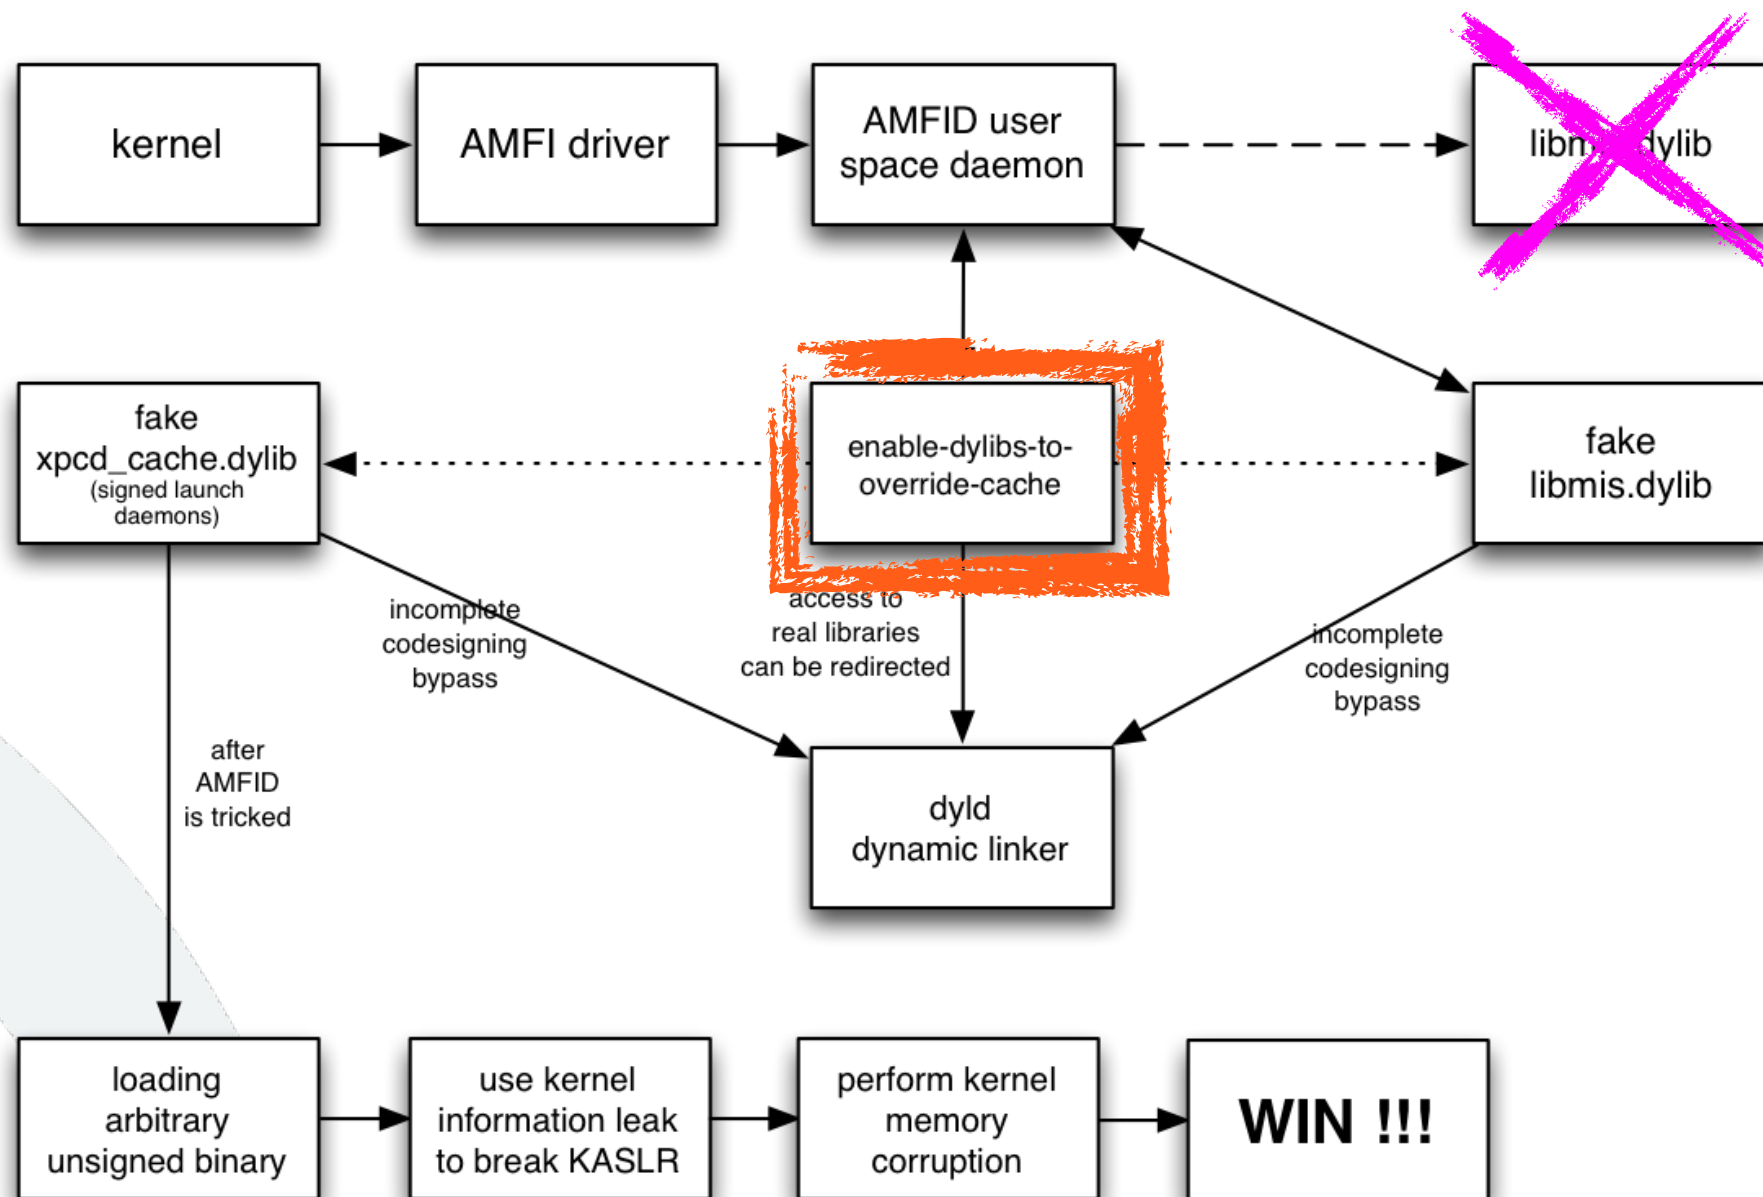 kernel
AMFI driver
AMFID user
space daemon
dylib
fake
xpcd_cache.dylib
(signed launch
daemons)
enable-dylibs-to-
override-cache
fake
libmis.dylib
incomplete
codesigning
bypass
access to
real libraries
can be redirected
incomplete
codesigning
bypass
after
AMFID
is tricked
dyld
dynamic linker
loading
arbitrary
unsigned binary
use kernel
information leak
to break KASLR
perform kernel
memory
corruption
WIN !!!